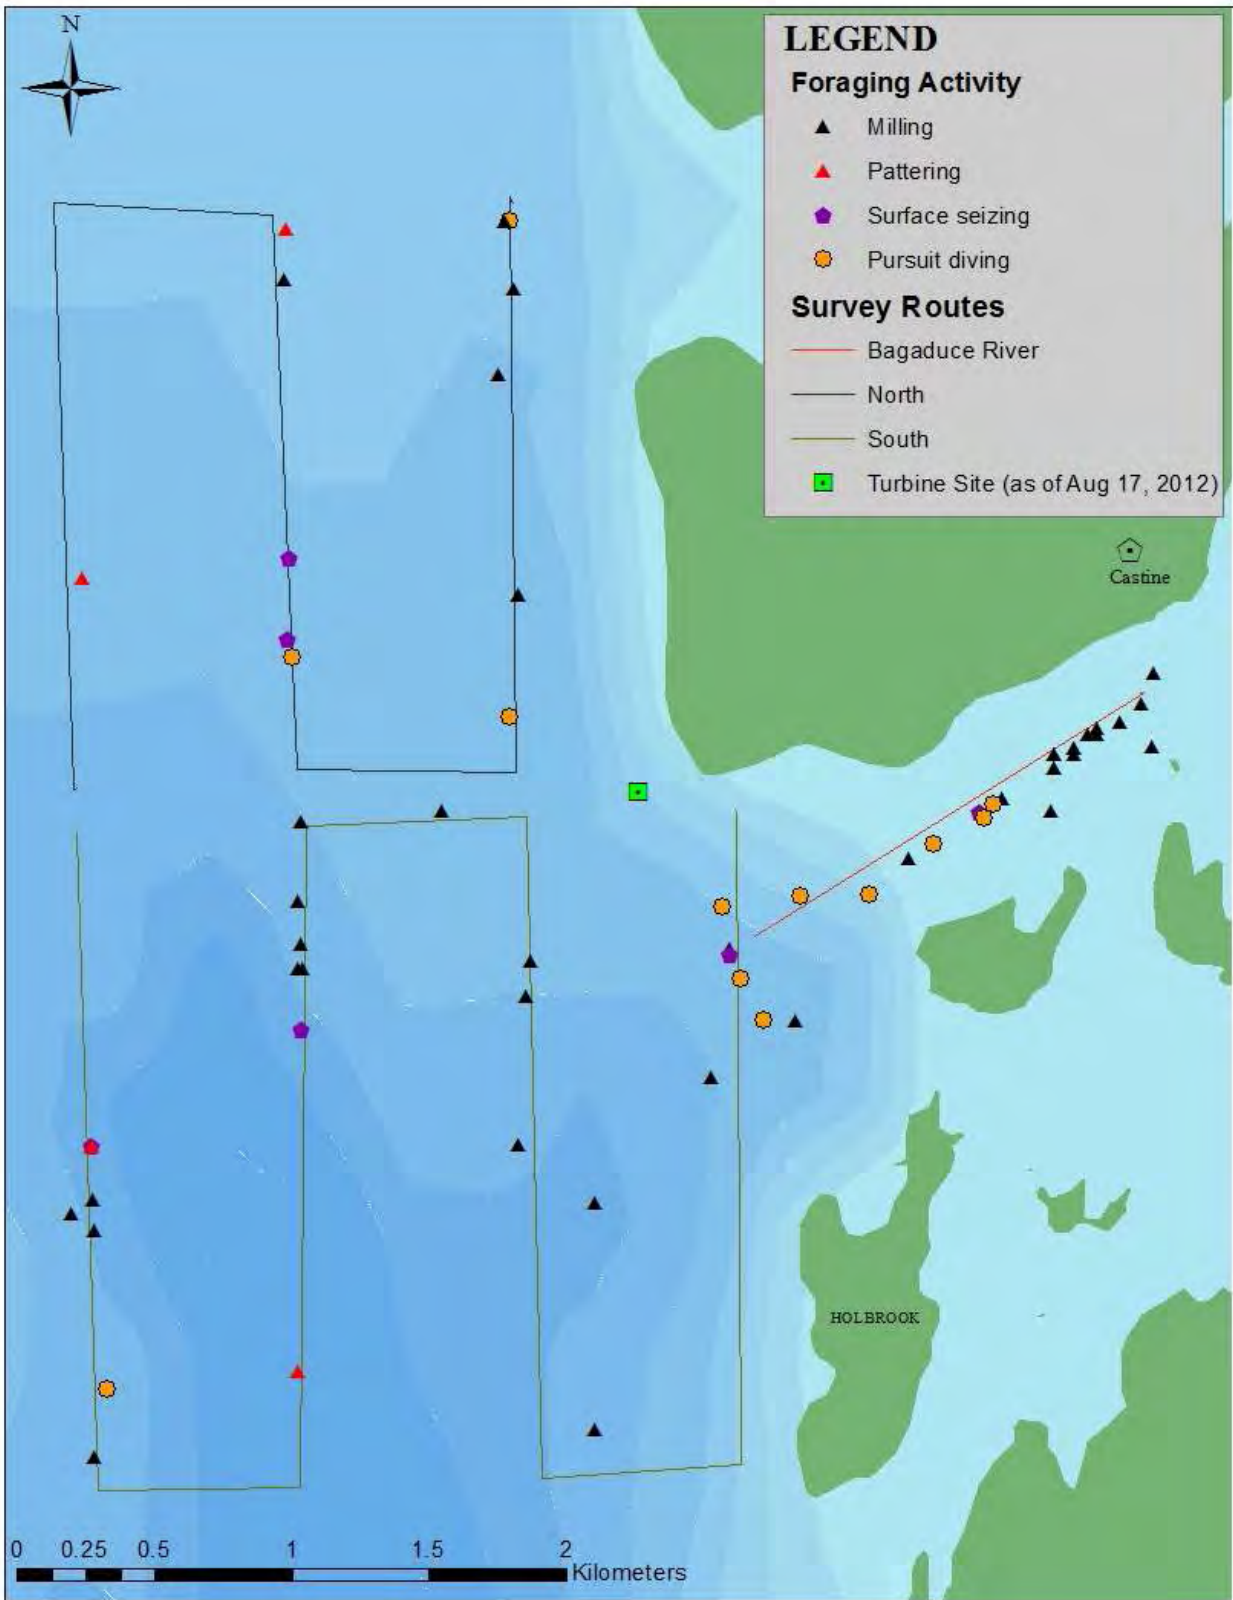 N
LEGEND
Foraging Activity
Milling
Pattering
Surface seizing
Pursuit diving
Survey Routes
Bagaduce River
North
South
Turbine Site (as of Aug 17, 2012)
Castine
HOLBROOK
0 0.25 0.5 1 1.5 2
Kilometers